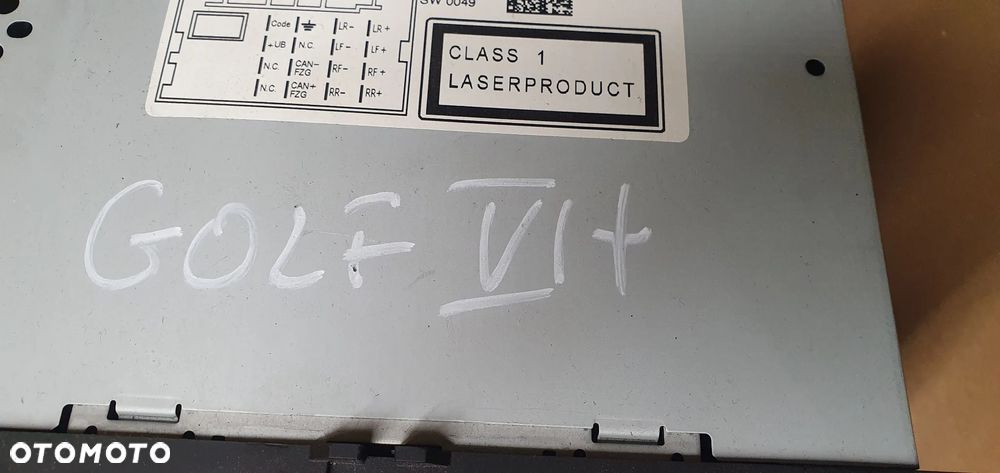 SW 0049
Code LR- LR+
+UB N.C. LF- LF+
N.C. CAN- FZG RF- RF+
N.C. CAN+ FZG RR- RR+
CLASS 1
LASERPRODUCT
GOLF VI+
OTOMOTO